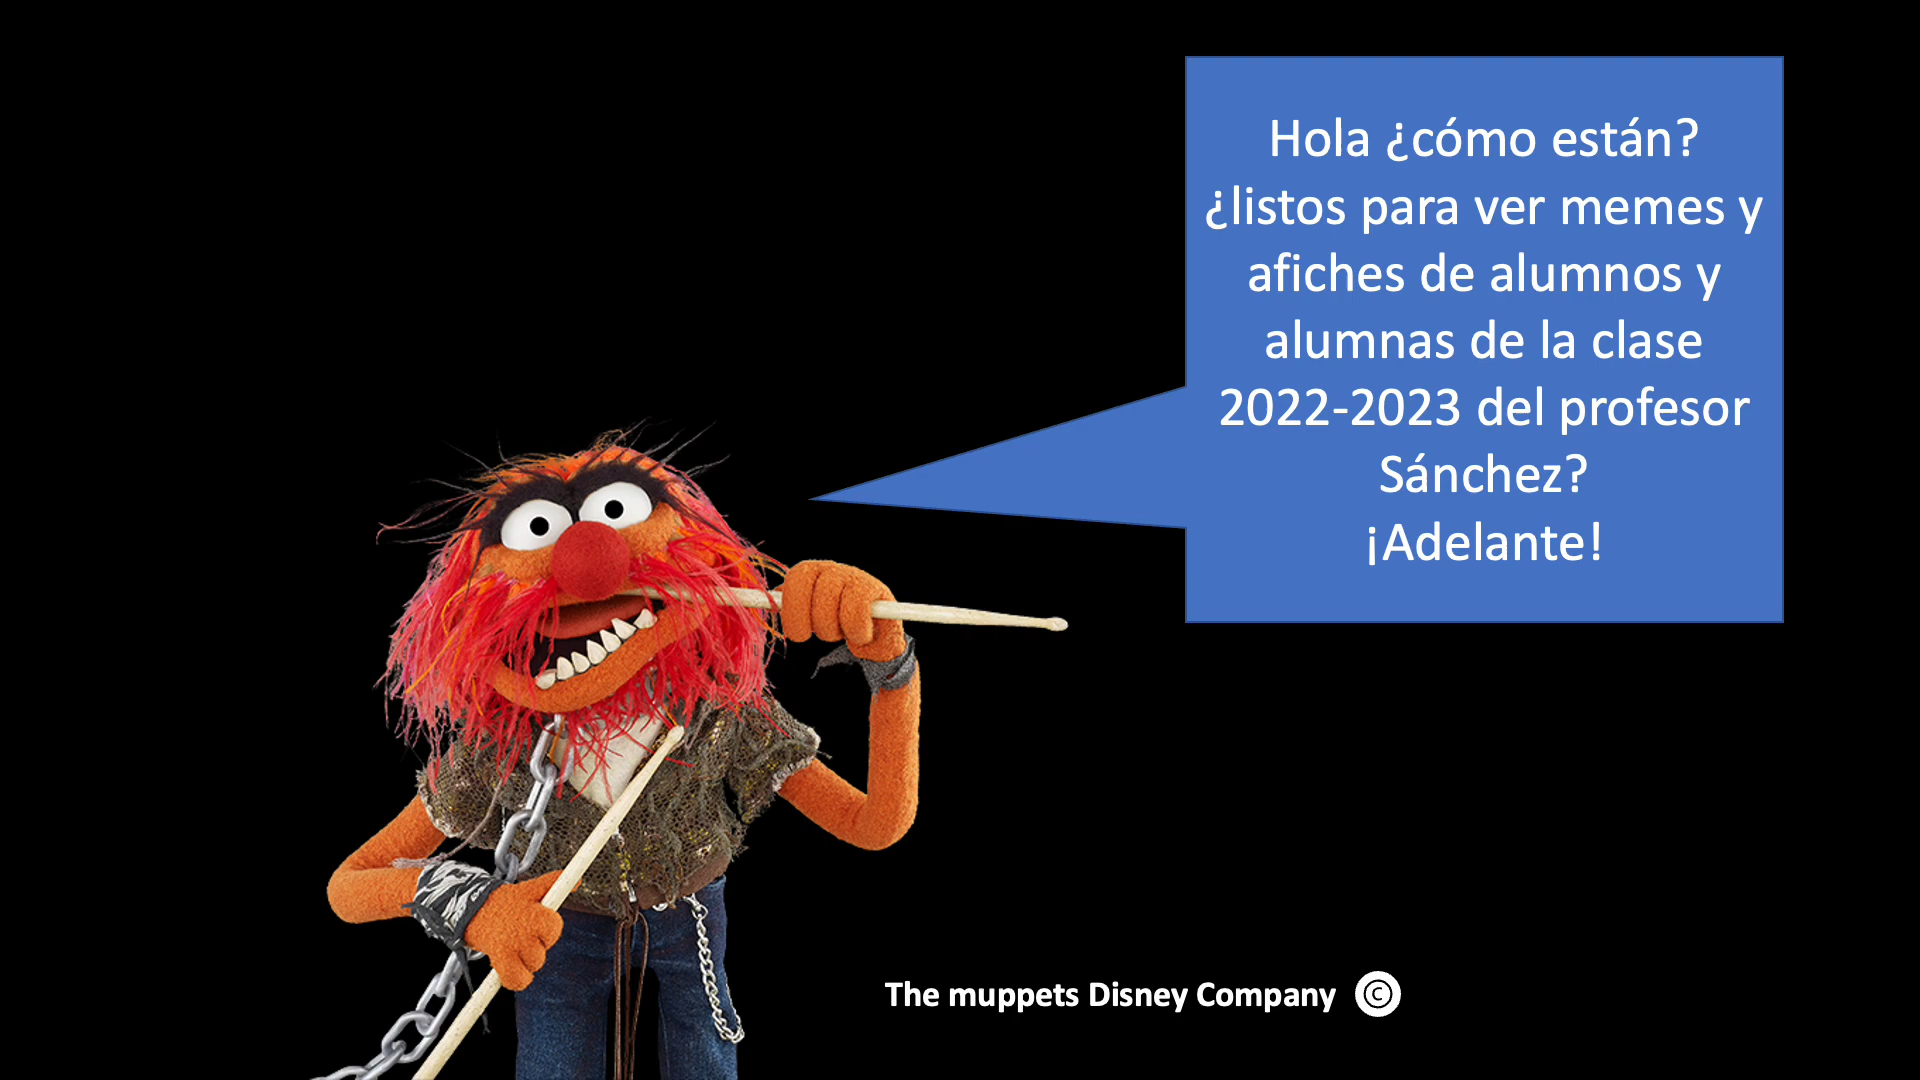 Hola ¿cómo están?
¿listos para ver memes y
afiches de alumnos y
alumnas de la clase
2022-2023 del profesor
Sánchez?
¡Adelante!
The muppets Disney Company ©